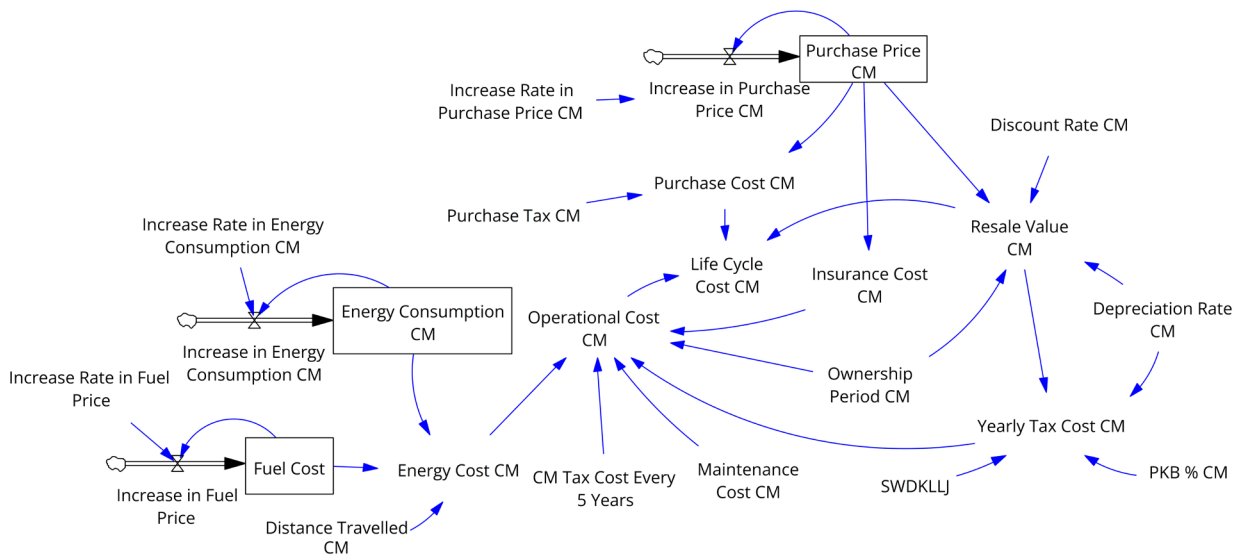 Purchase Price
CM
Increase Rate in
Purchase Price CM
Increase in Purchase
Price CM
Discount Rate CM
Purchase Cost CM
Purchase Tax CM
Increase Rate in Energy
Consumption CM
Resale Value
CM
Life Cycle
Cost CM
Insurance Cost
CM
Energy Consumption
CM
Operational Cost
CM
Depreciation Rate
CM
Increase in Energy
Consumption CM
Increase Rate in Fuel
Price
Ownership
Period CM
Yearly Tax Cost CM
Fuel Cost
Energy Cost CM
CM Tax Cost Every
5 Years
Maintenance
Cost CM
SWDKLLJ
PKB % CM
Increase in Fuel
Price
Distance Travelled
CM